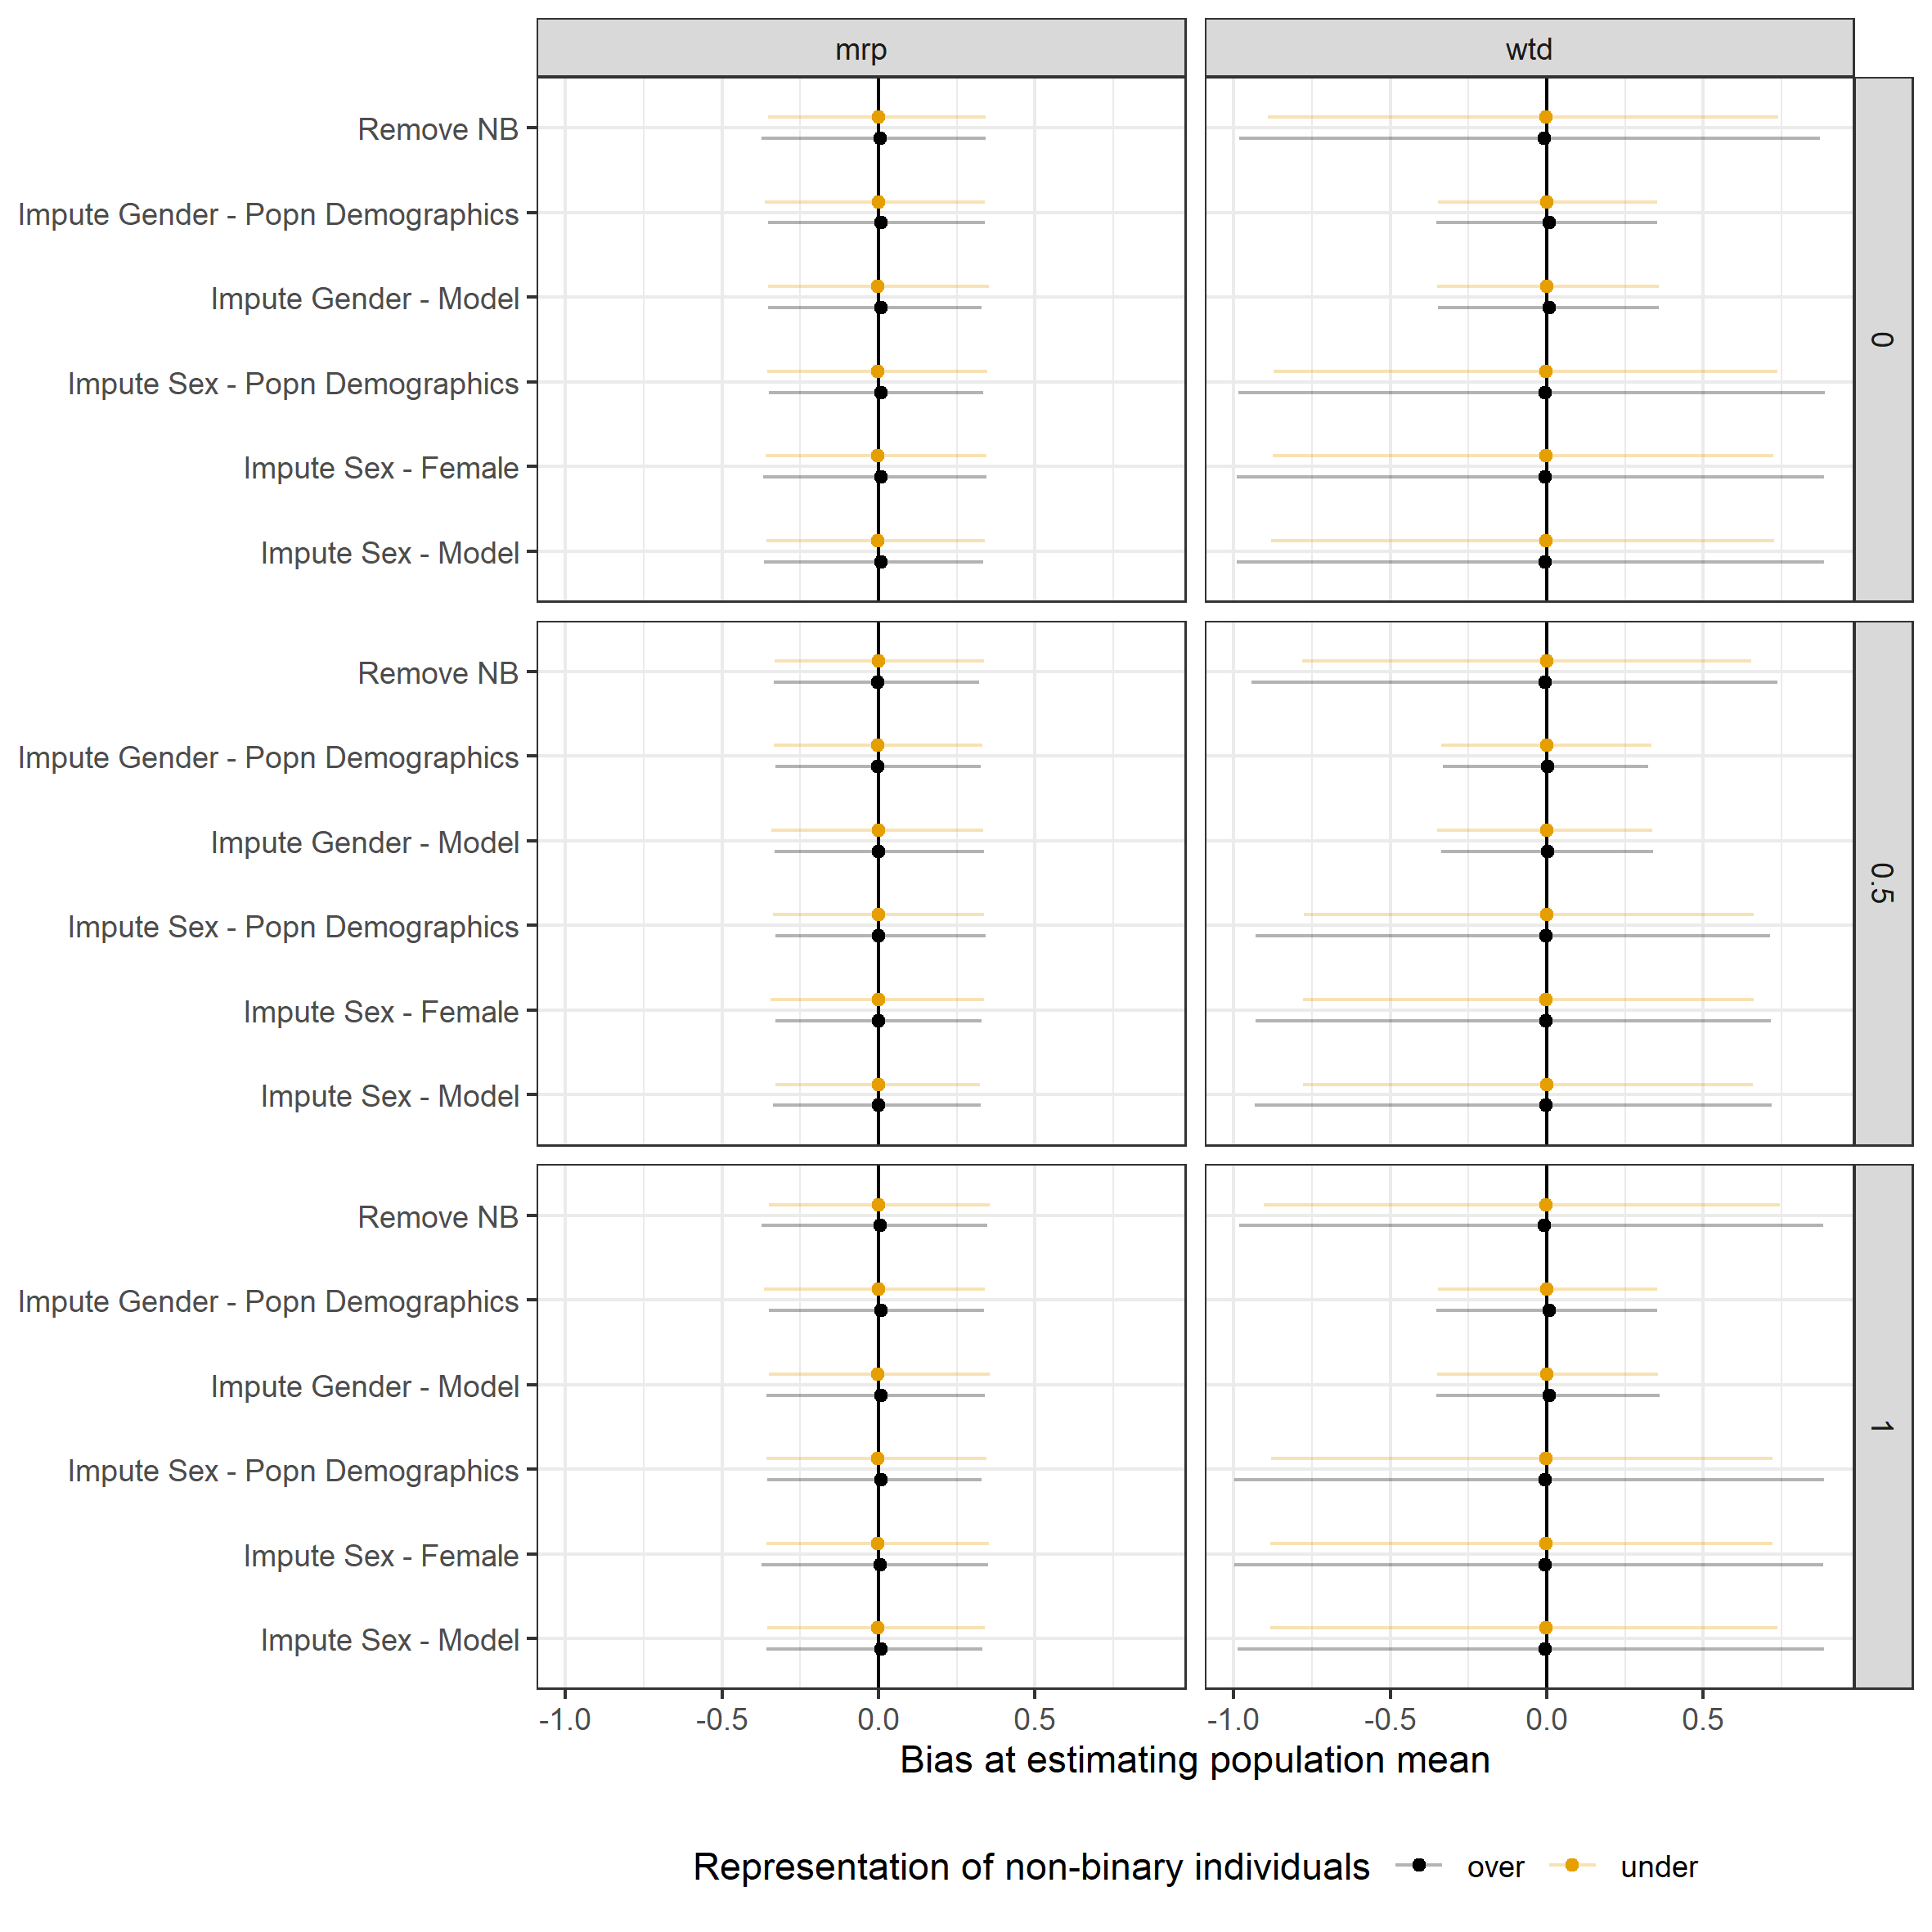 mrp
wtd
Remove NB
Impute Gender - Popn Demographics
Impute Gender - Model
Impute Sex - Popn Demographics
Impute Sex - Female
Impute Sex - Model
0
Remove NB
Impute Gender - Popn Demographics
Impute Gender - Model
Impute Sex - Popn Demographics
Impute Sex - Female
Impute Sex - Model
0.5
Remove NB
Impute Gender - Popn Demographics
Impute Gender - Model
Impute Sex - Popn Demographics
Impute Sex - Female
Impute Sex - Model
1
-1.0 -0.5 0.0 0.5 -1.0 -0.5 0.0 0.5
Bias at estimating population mean
Representation of non-binary individuals over under